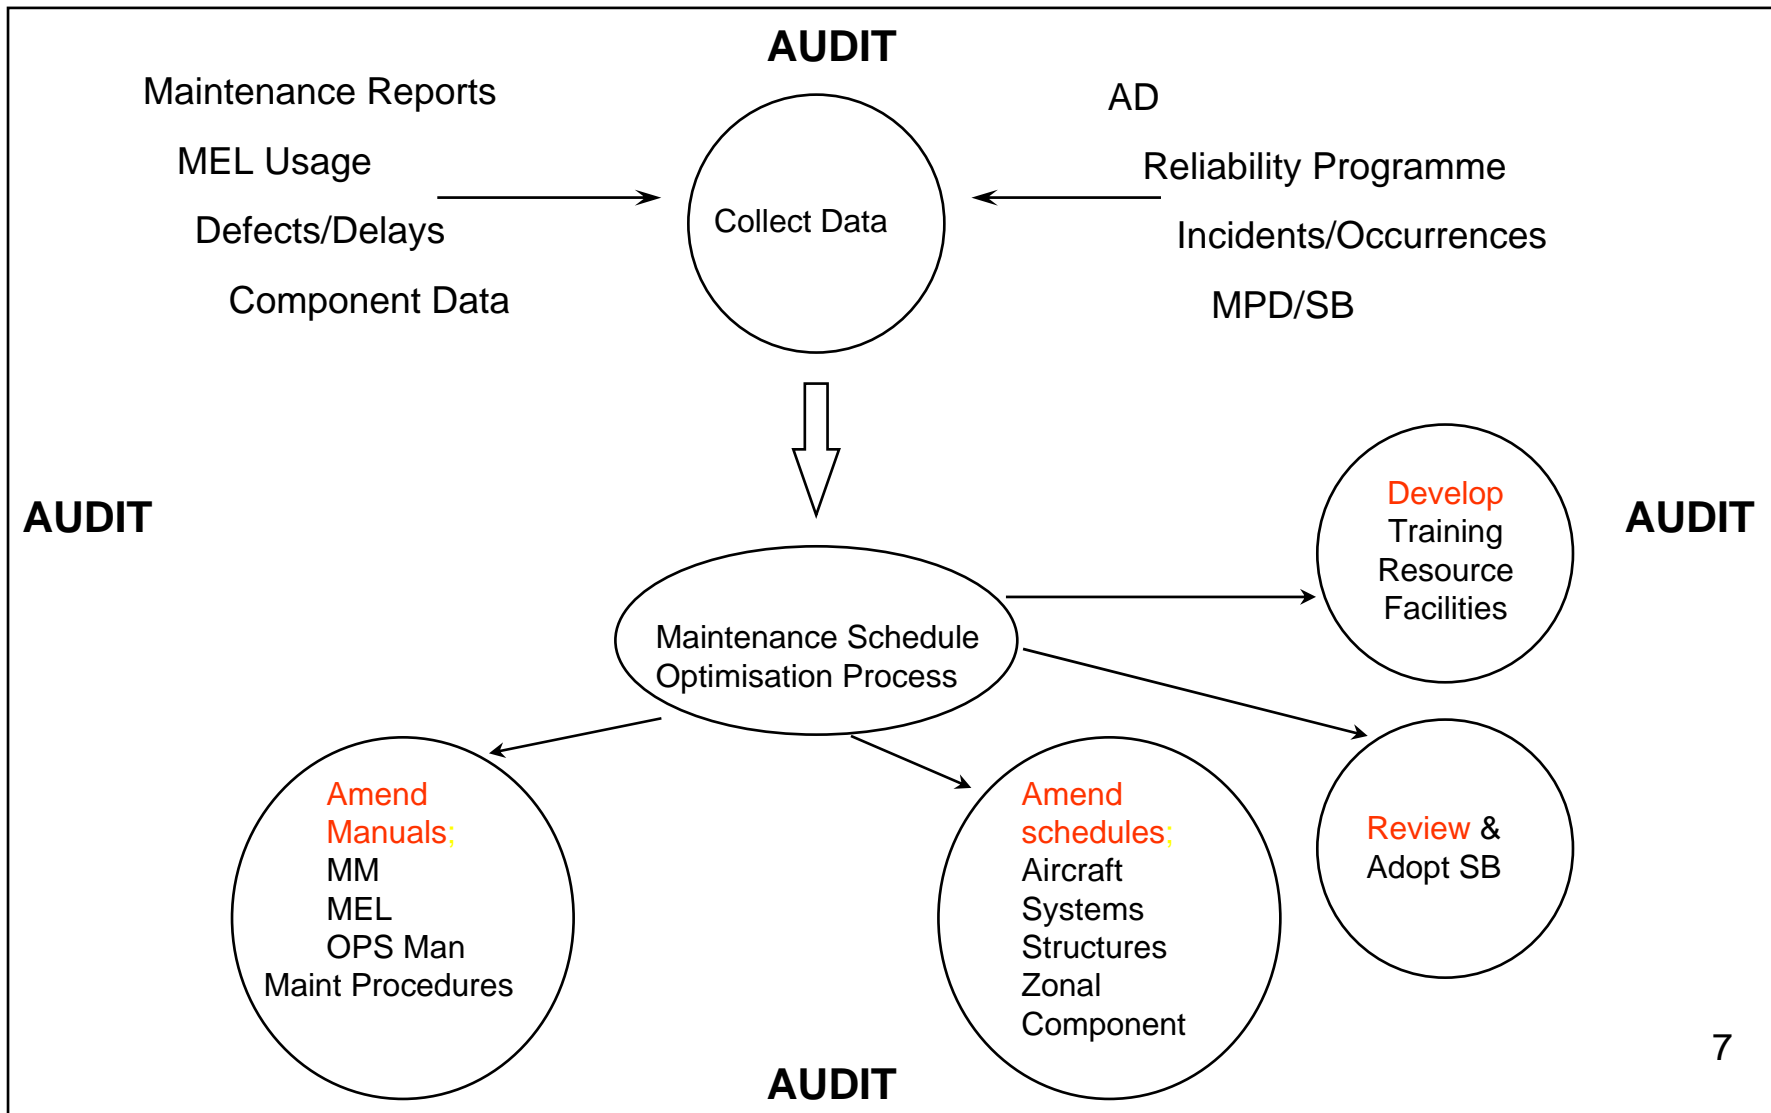 AUDIT
Maintenance Reports
MEL Usage
Defects/Delays
Component Data
Collect Data
AD
Reliability Programme
Incidents/Occurrences
MPD/SB
AUDIT
AUDIT
Develop
Training
Resource
Facilities
Maintenance Schedule
Optimisation Process
Amend
Manuals;
MM
MEL
OPS Man
Maint Procedures
Amend
schedules;
Aircraft
Systems
Structures
Zonal
Component
Review &
Adopt SB
AUDIT
7